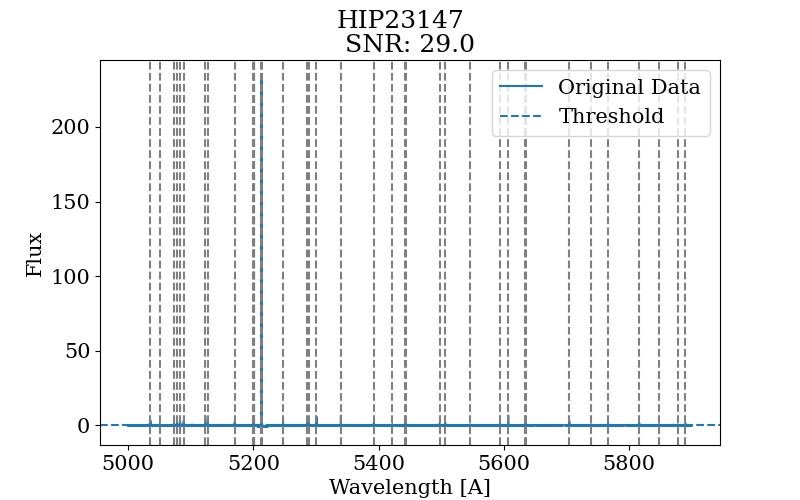 HIP23147
SNR: 29.0
Original Data
Threshold
Flux
200
150
100
50
0
5000 5200 5400 5600 5800
Wavelength [A]